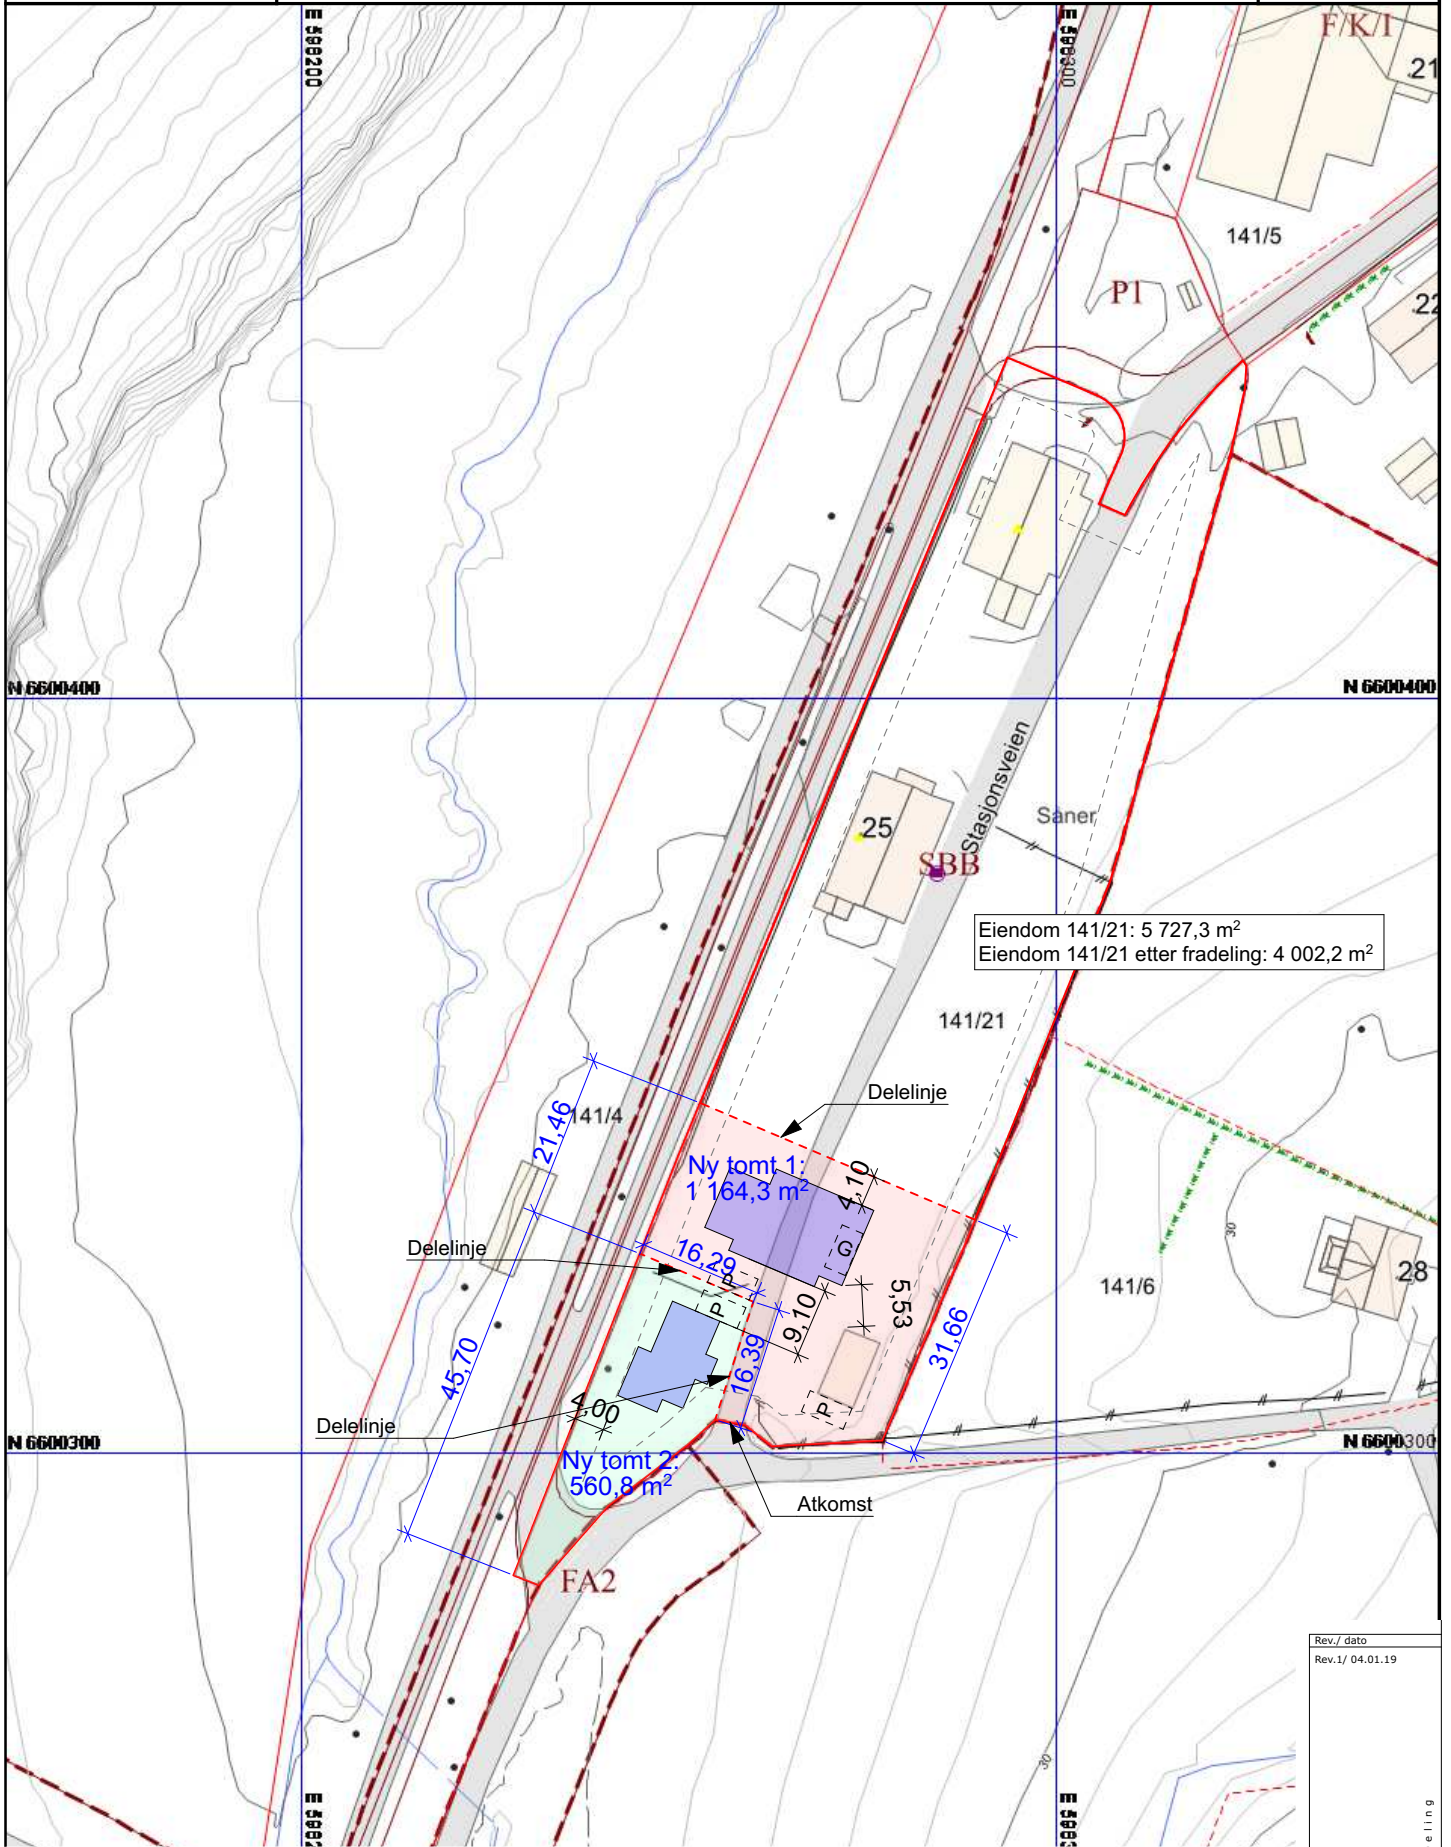 F/K/I
21
E 590200
E 590300
141/5
P1
22
N 6600400
N 6600400
Stasjonsveien
Såner
25
SBB
Eiendom 141/21: 5 727,3 m²
Eiendom 141/21 etter fradeling: 4 002,2 m²
141/21
Delelinje
21,46
141/4
Ny tomt 1:
1 164,3 m²
4,10
G
Delelinje
16,29
P
P
9,10
5,53
30
28
141/6
45,70
16,39
31,66
4,00
P
Delelinje
N 6600300
N 6600300
Ny tomt 2:
560,8 m²
Atkomst
FA2
Rev./ dato
Rev.1/ 04.01.19
30
eling